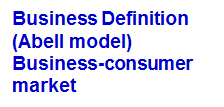 Business Definition
(Abell model)
Business-consumer
market